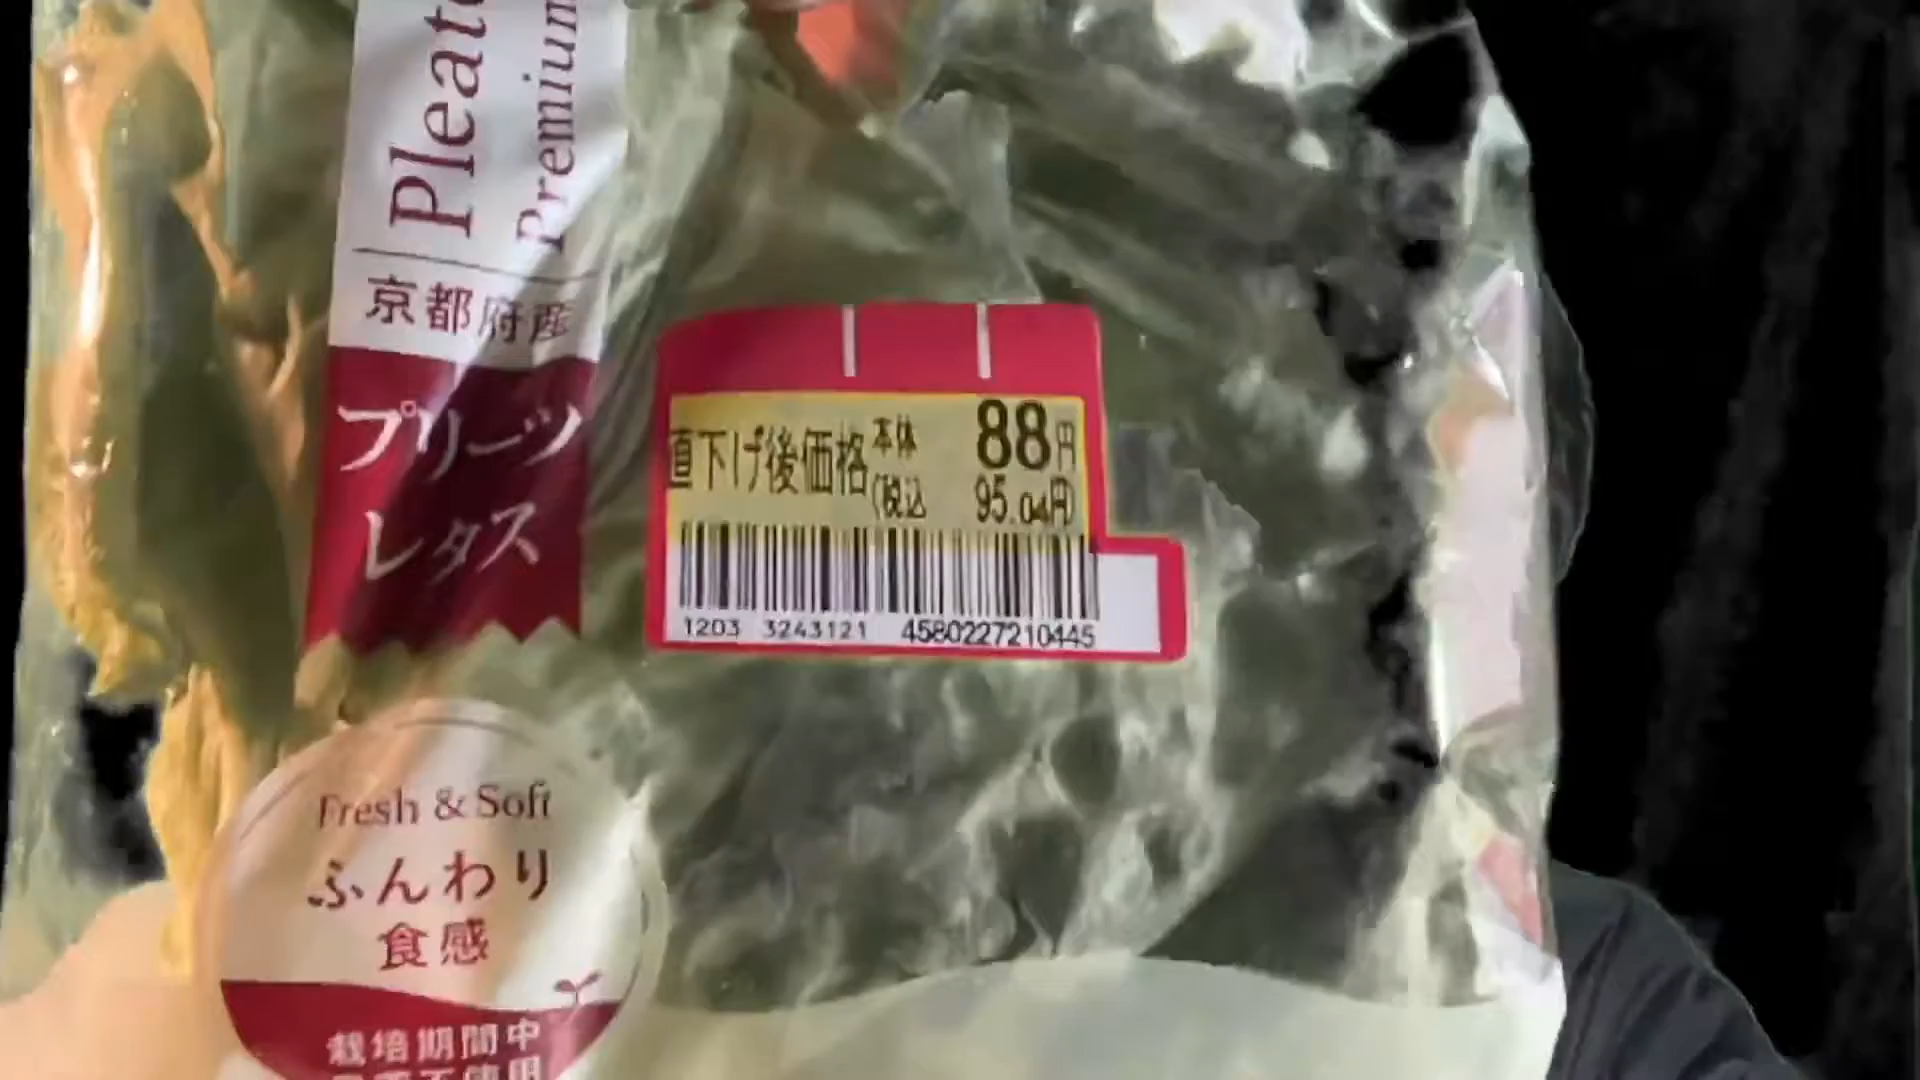 Pleat
Premium
京都府産
プリーツ
レタス
値下げ後価格 本体 88円
(税込 95.04円)
1203 3243121 4580227210445
Fresh & Soft
ふんわり
食感
栽培期間中